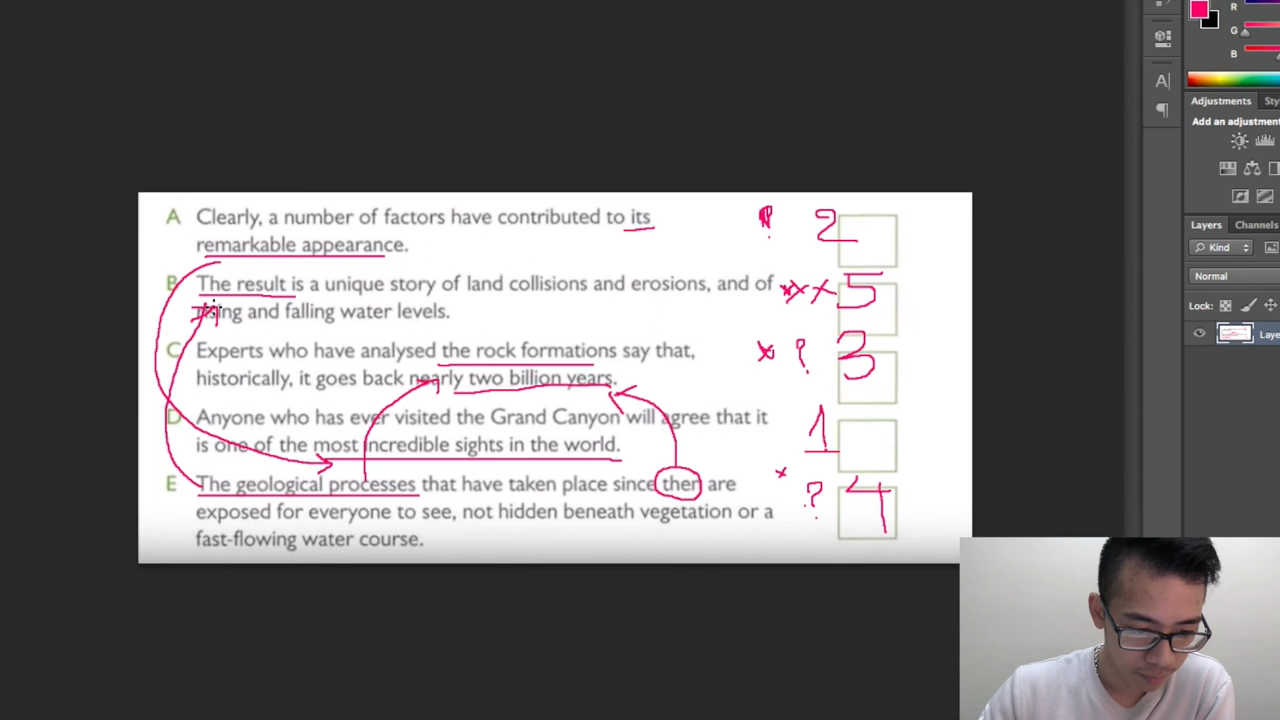 R
G
B
A|
Adjustments Sty
Add an adjustment
Layers Channels
Kind
Normal
Lock:
Laye
A Clearly, a number of factors have contributed to its
remarkable appearance.
? 2
B The result is a unique story of land collisions and erosions, and of
rising and falling water levels.
xxx 5
C Experts who have analysed the rock formations say that,
historically, it goes back nearly two billion years.
x ? 3
D Anyone who has ever visited the Grand Canyon will agree that it
is one of the most incredible sights in the world.
1
E The geological processes that have taken place since then are
exposed for everyone to see, not hidden beneath vegetation or a
fast-flowing water course.
x ? 4